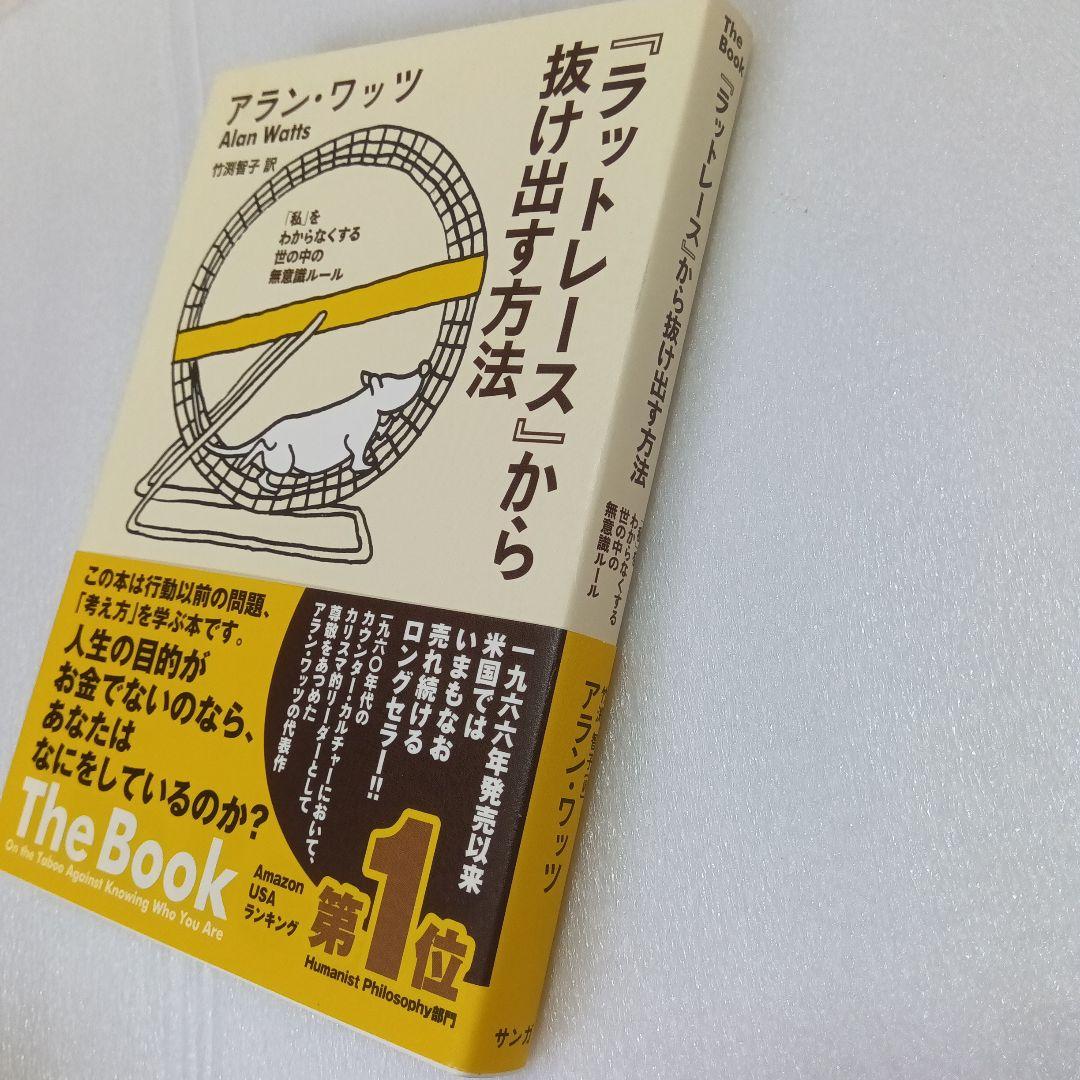 アラン・ワッツ
Alan Watts
竹渕智子 訳
『ラットレース』から
抜け出す方法
「私」を
わからなくする
世の中の
無意識ルール
この本は行動以前の問題、
「考え方」を学ぶ本です。
人生の目的が
お金でないのなら、
あなたは
なにをしているのか?
The Book
On the Taboo Against Knowing Who You Are
一九六六年発売以来
米国では
いまもなお
売れ続ける
ロングセラー!!
一九六〇年代の
カウンター・カルチャーにおいて、
カリスマ的リーダーとして
尊敬をあつめた
アラン・ワッツの代表作
Amazon
USA
ランキング
第1位
Humanist Philosophy部門
The
Book
『ラットレース』から抜け出す方法
わからなくする
世の中の
無意識ルール
アラン・ワッツ
サンガ